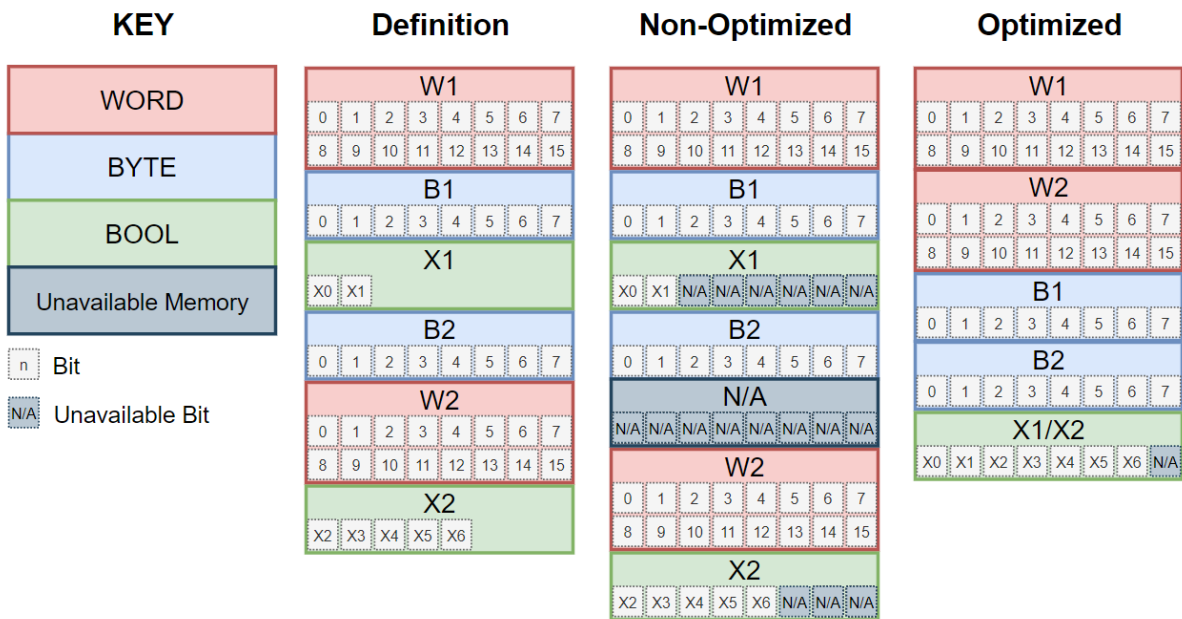 KEY
WORD
BYTE
BOOL
Unavailable Memory
n Bit
N/A Unavailable Bit
Definition
W1
0 1 2 3 4 5 6 7
8 9 10 11 12 13 14 15
B1
0 1 2 3 4 5 6 7
X1
X0 X1
B2
0 1 2 3 4 5 6 7
W2
0 1 2 3 4 5 6 7
8 9 10 11 12 13 14 15
X2
X2 X3 X4 X5 X6
Non-Optimized
W1
0 1 2 3 4 5 6 7
8 9 10 11 12 13 14 15
B1
0 1 2 3 4 5 6 7
X1
X0 X1 N/A N/A N/A N/A N/A N/A
B2
0 1 2 3 4 5 6 7
N/A
N/A N/A N/A N/A N/A N/A N/A N/A
W2
0 1 2 3 4 5 6 7
8 9 10 11 12 13 14 15
X2
X2 X3 X4 X5 X6 N/A N/A N/A
Optimized
W1
0 1 2 3 4 5 6 7
8 9 10 11 12 13 14 15
W2
0 1 2 3 4 5 6 7
8 9 10 11 12 13 14 15
B1
0 1 2 3 4 5 6 7
B2
0 1 2 3 4 5 6 7
X1/X2
X0 X1 X2 X3 X4 X5 X6 N/A